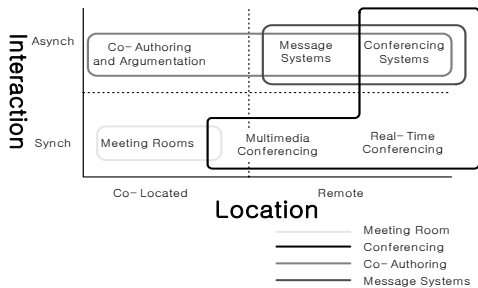 Interaction
Asynch
Co-Authoring
and Argumentation
Message
Systems
Conferencing
Systems
Synch
Meeting Rooms
Multimedia
Conferencing
Real-Time
Conferencing
Co-Located
Remote
Location
Meeting Room
Conferencing
Co-Authoring
Message Systems